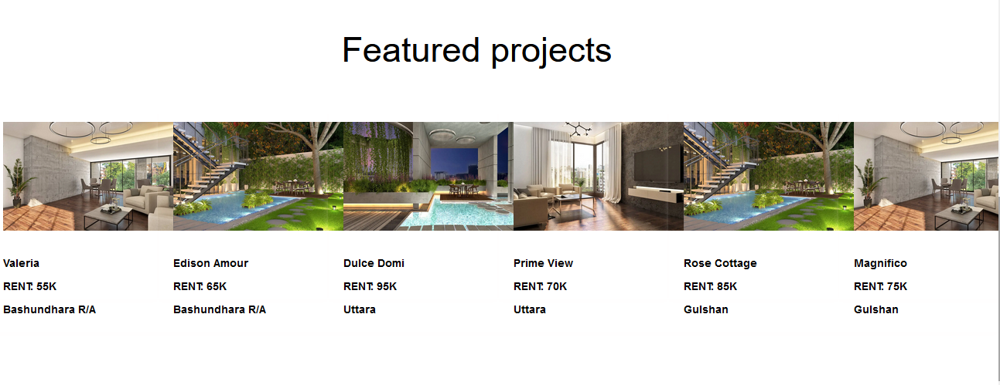 Featured projects
Valeria
RENT: 55K
Bashundhara R/A
Edison Amour
RENT: 65K
Bashundhara R/A
Dulce Domi
RENT: 95K
Uttara
Prime View
RENT: 70K
Uttara
Rose Cottage
RENT: 85K
Gulshan
Magnifico
RENT: 75K
Gulshan